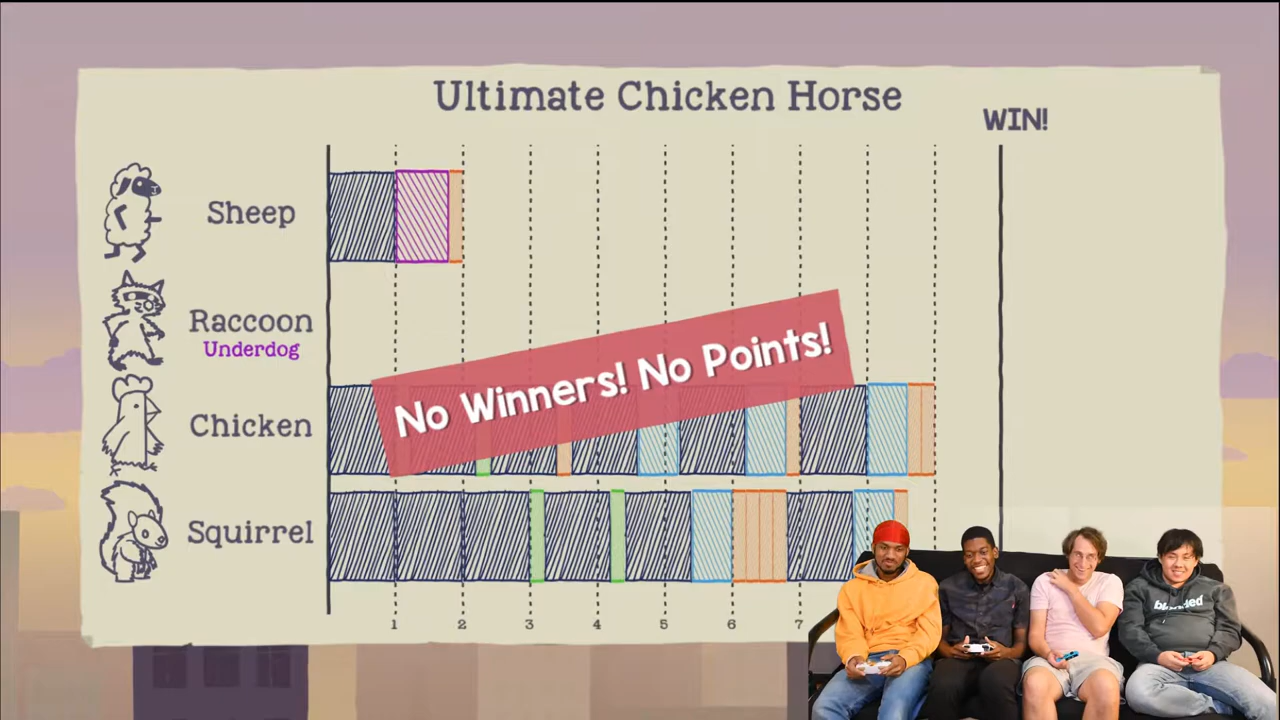 Ultimate Chicken Horse
WIN!
Sheep
Raccoon
Underdog
No Winners! No Points!
Chicken
Squirrel
1 2 3 4 5 6 7